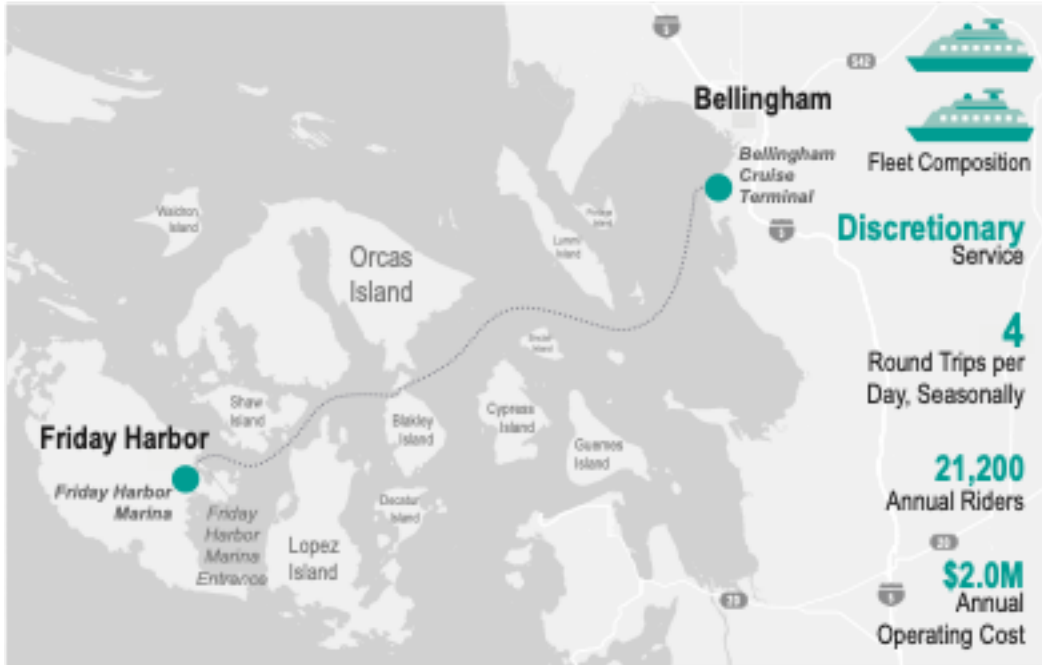 5
542
Bellingham
Bellingham
Cruise
Terminal
Fleet Composition
Waldron
Island
Lummi
Island
5
Discretionary
Service
Orcas
Island
4
Round Trips per
Day, Seasonally
Island
Shaw
Island
Blakley
Island
Cypress
Island
Guemes
Island
Friday Harbor
Friday Harbor
Marina
Friday
Harbor
Marina
Entrance
Decatur
Island
Lopez
Island
21,200
Annual Riders
20
$2.0M
Annual
Operating Cost
5
20